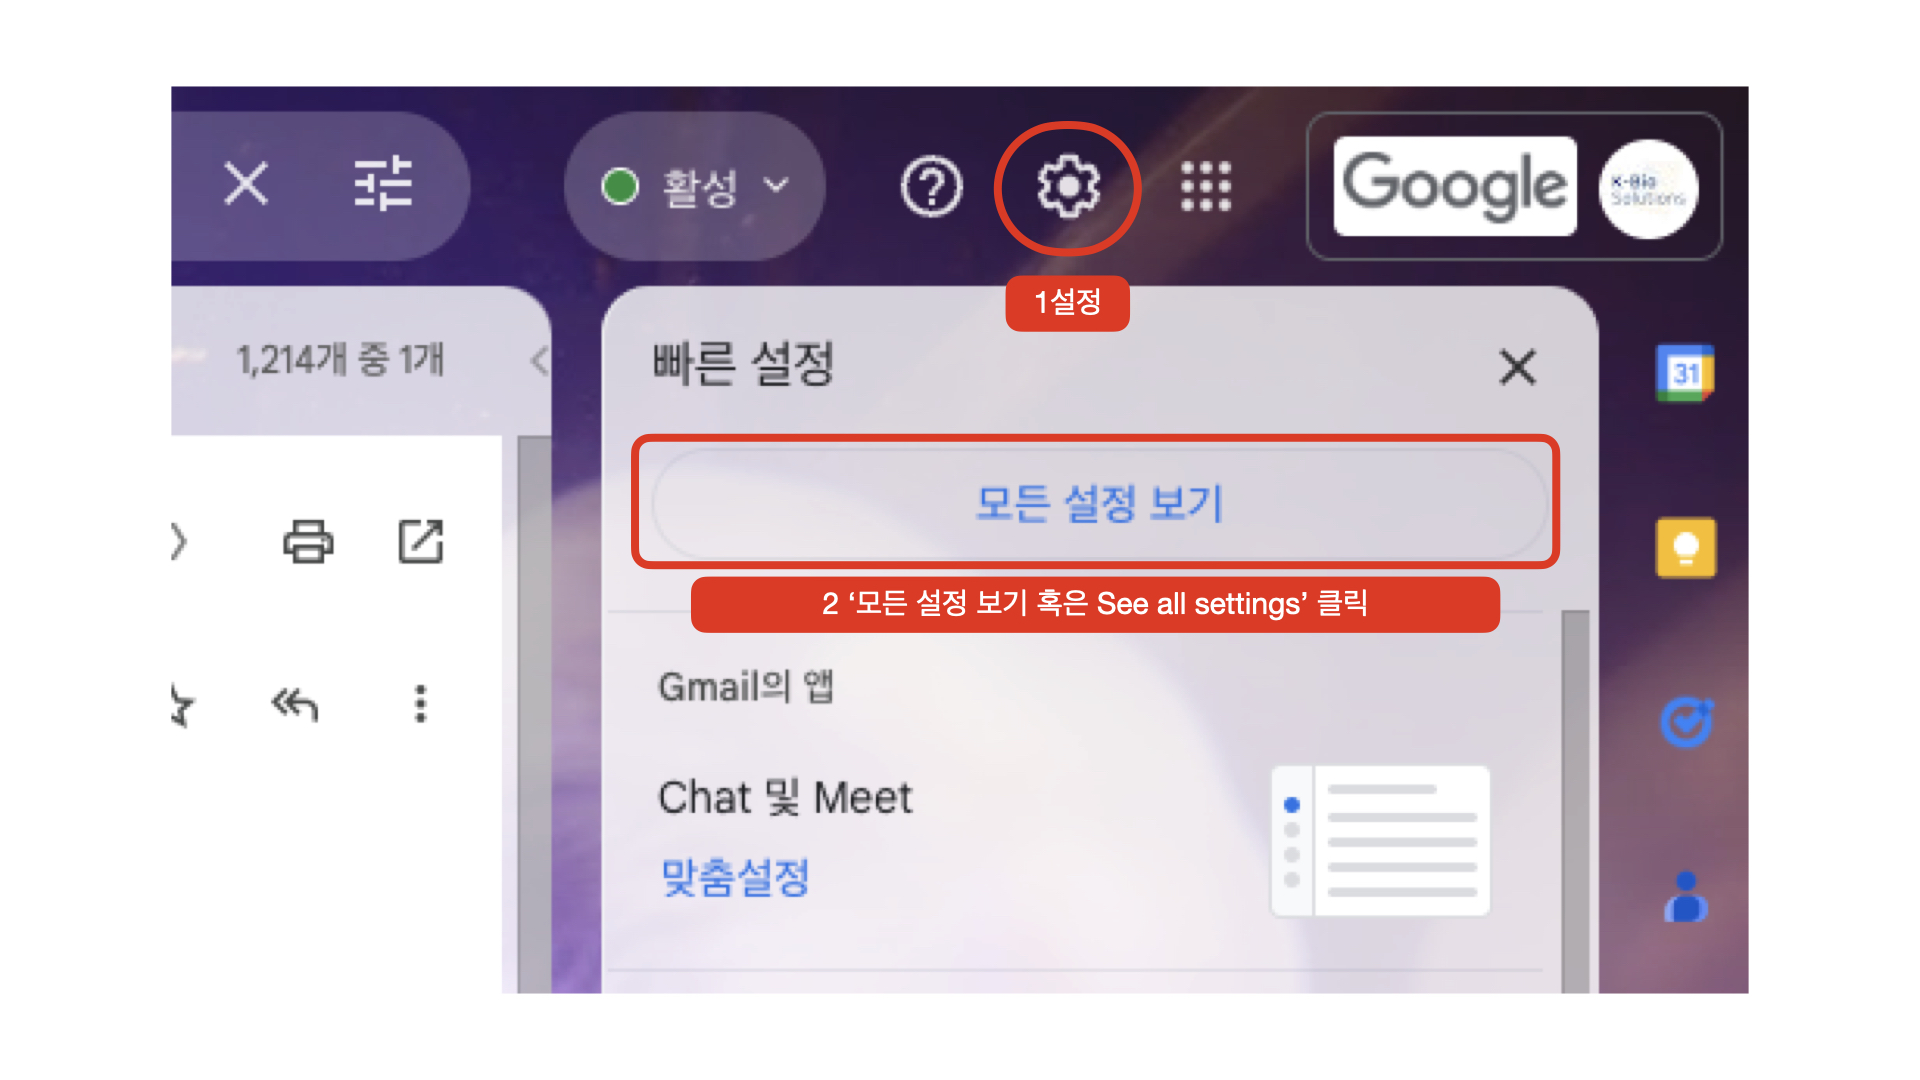 활성
Google
K-Bio
Solutions
1설정
1,214개 중 1개
빠른 설정
31
모든 설정 보기
2 ‘모든 설정 보기 혹은 See all settings’ 클릭
Gmail의 앱
Chat 및 Meet
맞춤설정